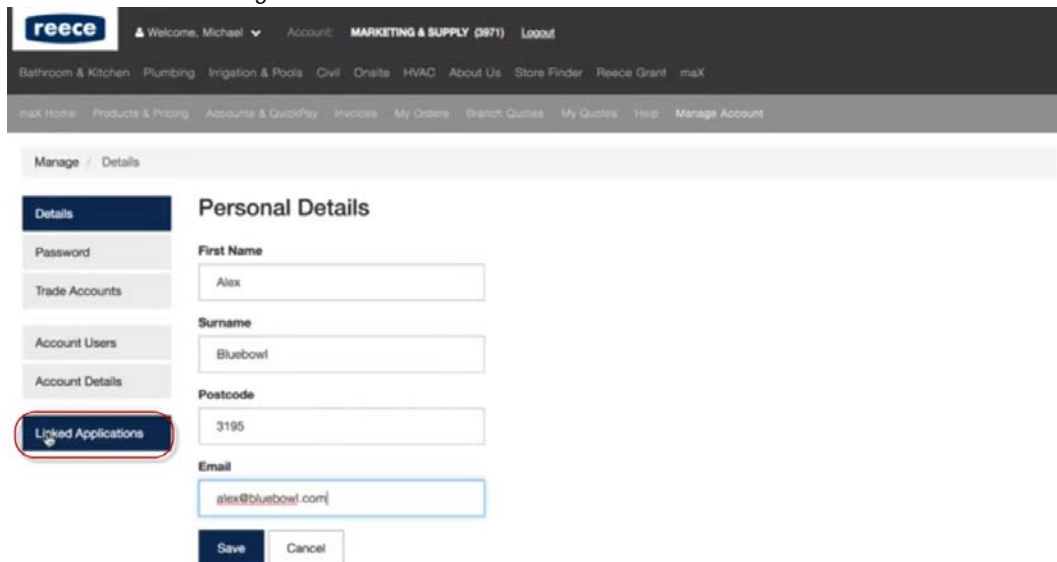 reece Welcome, Michael Account: MARKETING & SUPPLY (3971) Logout
Bathroom & Kitchen Plumbing Irrigation & Pools Civil Onsite HVAC About Us Store Finder Reece Grant maX
maX Home Products & Pricing Accounts & QuickPay Invoices My Orders Branch Quotes My Quotes Help Manage Account
Manage / Details
Details
Password
Trade Accounts
Account Users
Account Details
Linked Applications
Personal Details
First Name
Alex
Surname
Bluebowl
Postcode
3195
Email
alex@bluebowl.com
Save Cancel